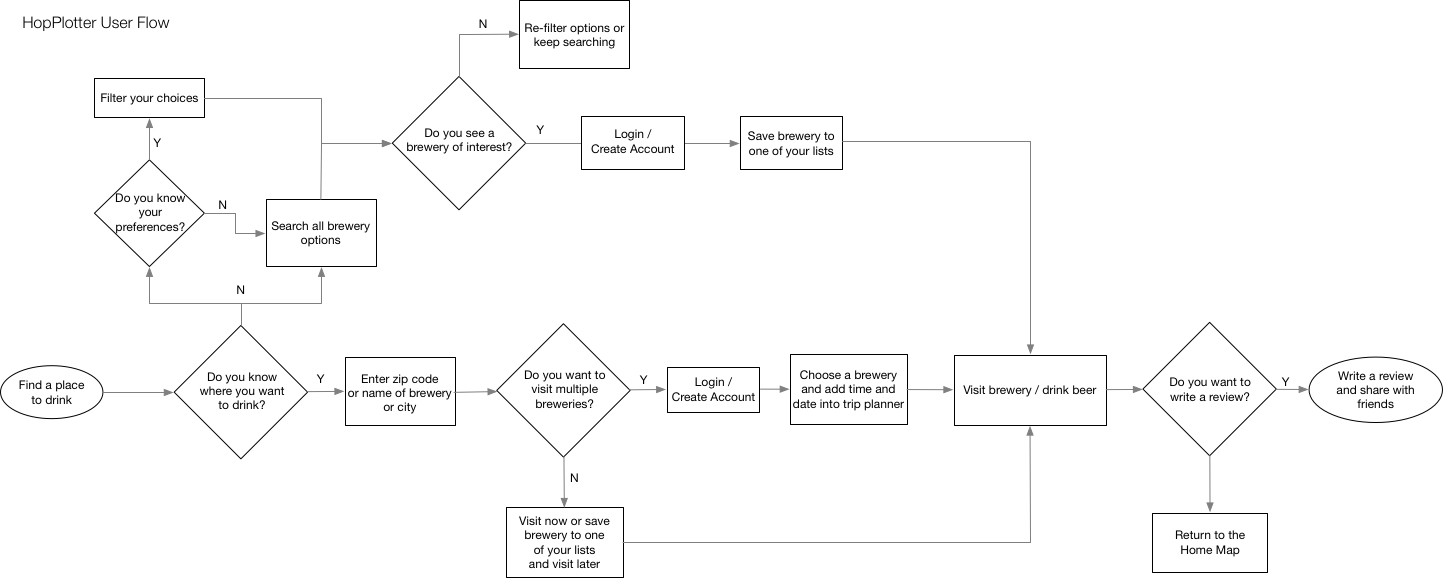 HopPlotter User Flow
N
Re-filter options or
keep searching
Filter your choices
Y
Do you see a
brewery of interest?
Y
Login /
Create Account
Save brewery to
one of your lists
Do you know
your
preferences?
N
Search all brewery
options
N
Find a place
to drink
Do you know
where you want
to drink?
Y
Enter zip code
or name of brewery
or city
Do you want to
visit multiple
breweries?
Y
Login /
Create Account
Choose a brewery
and add time and
date into trip planner
Visit brewery / drink beer
Do you want to
write a review?
Y
Write a review
and share with
friends
N
Visit now or save
brewery to one
of your lists
and visit later
Return to the
Home Map